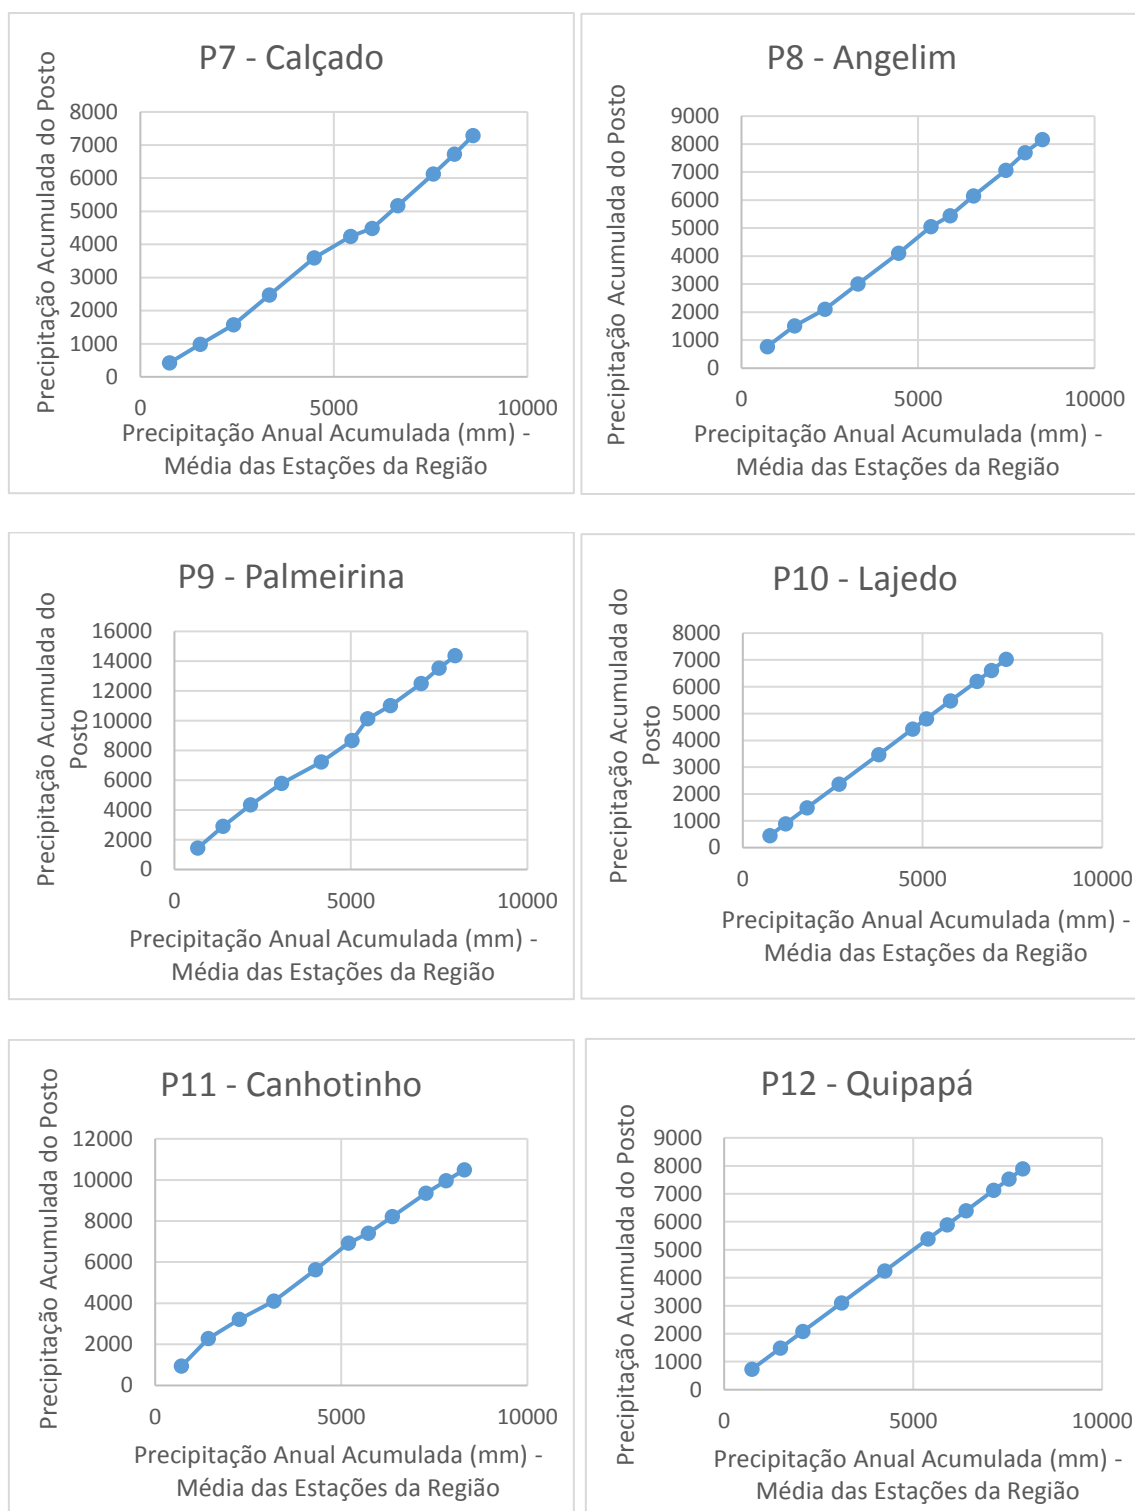 P7 - Calçado
Precipitação Acumulada do Posto
8000
7000
6000
5000
4000
3000
2000
1000
0
0
5000
10000
Precipitação Anual Acumulada (mm) -
Média das Estações da Região
P8 - Angelim
Precipitação Acumulada do Posto
9000
8000
7000
6000
5000
4000
3000
2000
1000
0
0
5000
10000
Precipitação Anual Acumulada (mm) -
Média das Estações da Região
P9 - Palmeirina
Precipitação Acumulada do
Posto
16000
14000
12000
10000
8000
6000
4000
2000
0
0
5000
10000
Precipitação Anual Acumulada (mm) -
Média das Estações da Região
P10 - Lajedo
Precipitação Acumulada do
Posto
8000
7000
6000
5000
4000
3000
2000
1000
0
0
5000
10000
Precipitação Anual Acumulada (mm) -
Média das Estações da Região
P11 - Canhotinho
Precipitação Acumulada do Posto
12000
10000
8000
6000
4000
2000
0
0
5000
10000
Precipitação Anual Acumulada (mm) -
Média das Estações da Região
P12 - Quipapá
Precipitação Acumulada do Posto
9000
8000
7000
6000
5000
4000
3000
2000
1000
0
0
5000
10000
Precipitação Anual Acumulada (mm) -
Média das Estações da Região